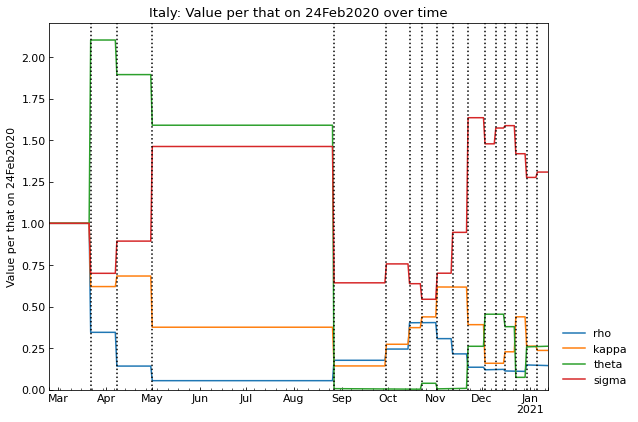 Italy: Value per that on 24Feb2020 over time
Value per that on 24Feb2020
2.00
1.75
1.50
1.25
1.00
0.75
0.50
0.25
0.00
Mar Apr May Jun Jul Aug Sep Oct Nov Dec Jan
2021
rho
kappa
theta
sigma